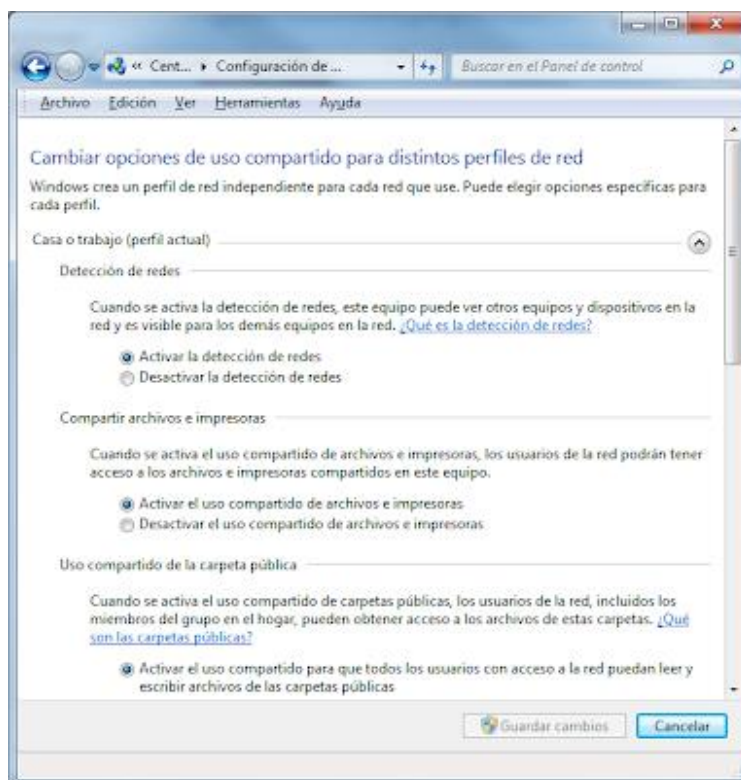 « Cent... ▸ Configuración de ...
Buscar en el Panel de control
Archivo Edición Ver Herramientas Ayuda
Cambiar opciones de uso compartido para distintos perfiles de red
Windows crea un perfil de red independiente para cada red que use. Puede elegir opciones específicas para
cada perfil.
Casa o trabajo (perfil actual)
Detección de redes
Cuando se activa la detección de redes, este equipo puede ver otros equipos y dispositivos en la
red y es visible para los demás equipos en la red. ¿Qué es la detección de redes?
Activar la detección de redes
Desactivar la detección de redes
Compartir archivos e impresoras
Cuando se activa el uso compartido de archivos e impresoras, los usuarios de la red podrán tener
acceso a los archivos e impresoras compartidos en este equipo.
Activar el uso compartido de archivos e impresoras
Desactivar el uso compartido de archivos e impresoras
Uso compartido de la carpeta pública
Cuando se activa el uso compartido de carpetas públicas, los usuarios de la red, incluidos los
miembros del grupo en el hogar, pueden obtener acceso a los archivos de estas carpetas. ¿Qué
son las carpetas públicas?
Activar el uso compartido para que todos los usuarios con acceso a la red puedan leer y
escribir archivos de las carpetas públicas
Guardar cambios
Cancelar